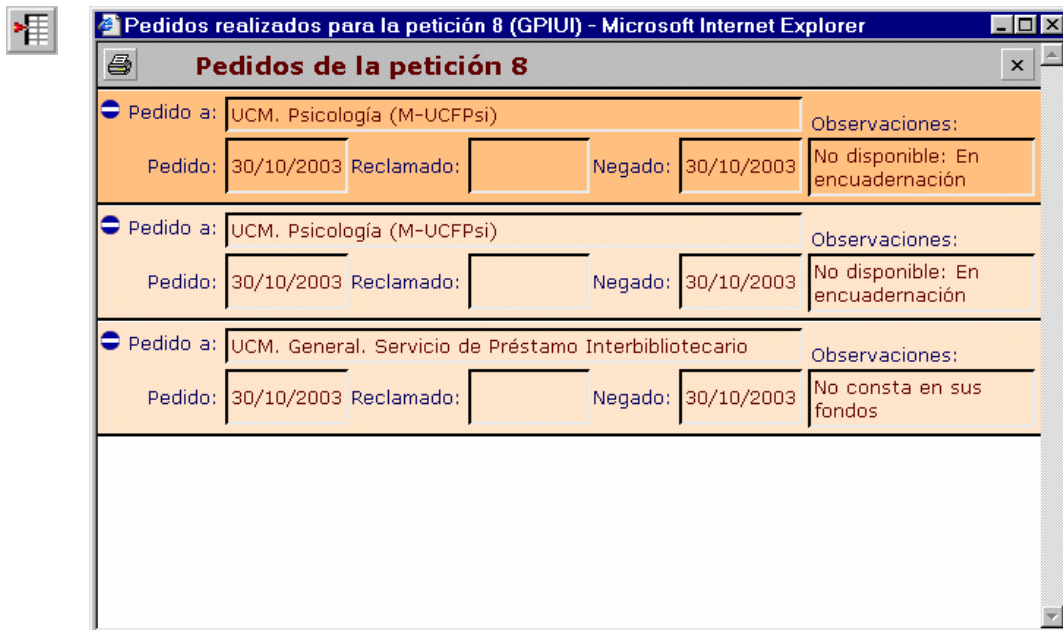 Pedidos realizados para la petición 8 (GPIUI) - Microsoft Internet Explorer
Pedidos de la petición 8
Pedido a: UCM. Psicología (M-UCFPsi) Observaciones:
Pedido: 30/10/2003 Reclamado: Negado: 30/10/2003 No disponible: En
encuadernación
Pedido a: UCM. Psicología (M-UCFPsi) Observaciones:
Pedido: 30/10/2003 Reclamado: Negado: 30/10/2003 No disponible: En
encuadernación
Pedido a: UCM. General. Servicio de Préstamo Interbibliotecario Observaciones:
Pedido: 30/10/2003 Reclamado: Negado: 30/10/2003 No consta en sus
fondos